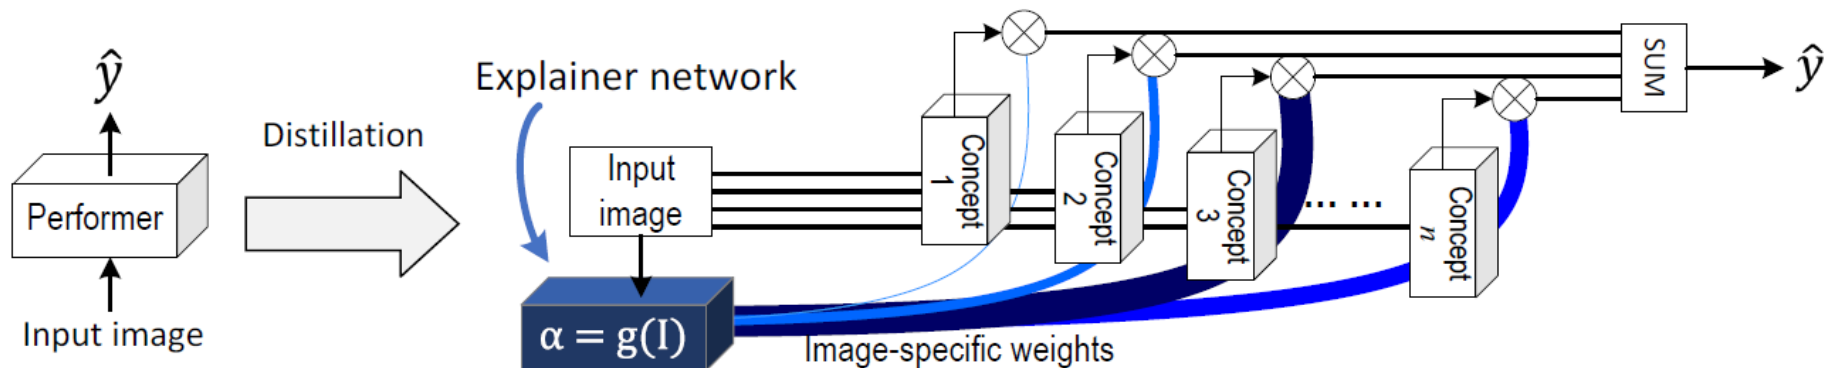 ŷ
Performer
Input image
Distillation
Explainer network
Input
image
α = g(I)
Image-specific weights
Concept
1
Concept
2
Concept
3
... ...
Concept
n
SUM
ŷ